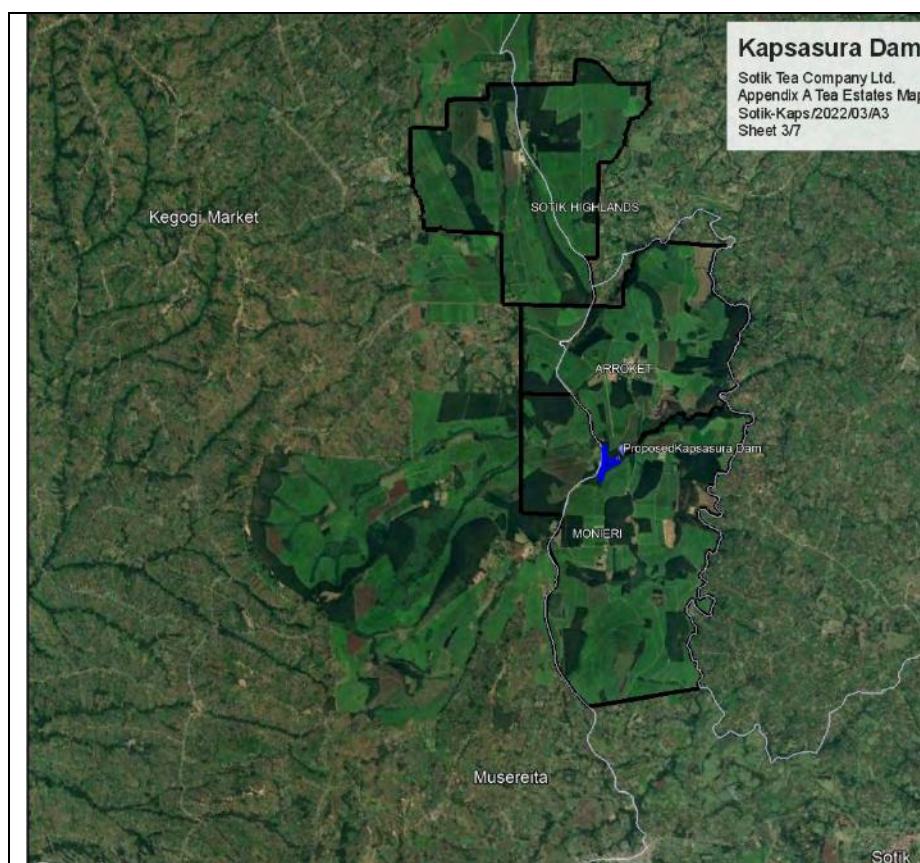 Kapsasura Dam
Sotik Tea Company Ltd.
Appendix A Tea Estates Map
Sotik-Kaps/2022/03/A3
Sheet 3/7
SOTIK HIGHLANDS
Kegogi Market
ARROKET
ProposedKapsasura Dam
MONIERI
Musereita
Sotik